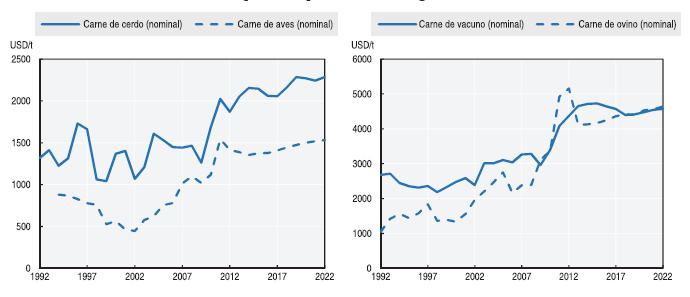 Carne de cerdo (nominal) Carne de aves (nominal)
USD/t
2500
2000
1500
1000
500
0
1992 1997 2002 2007 2012 2017 2022
Carne de vacuno (nominal) Carne de ovino (nominal)
USD/t
6000
5000
4000
3000
2000
1000
0
1992 1997 2002 2007 2012 2017 2022